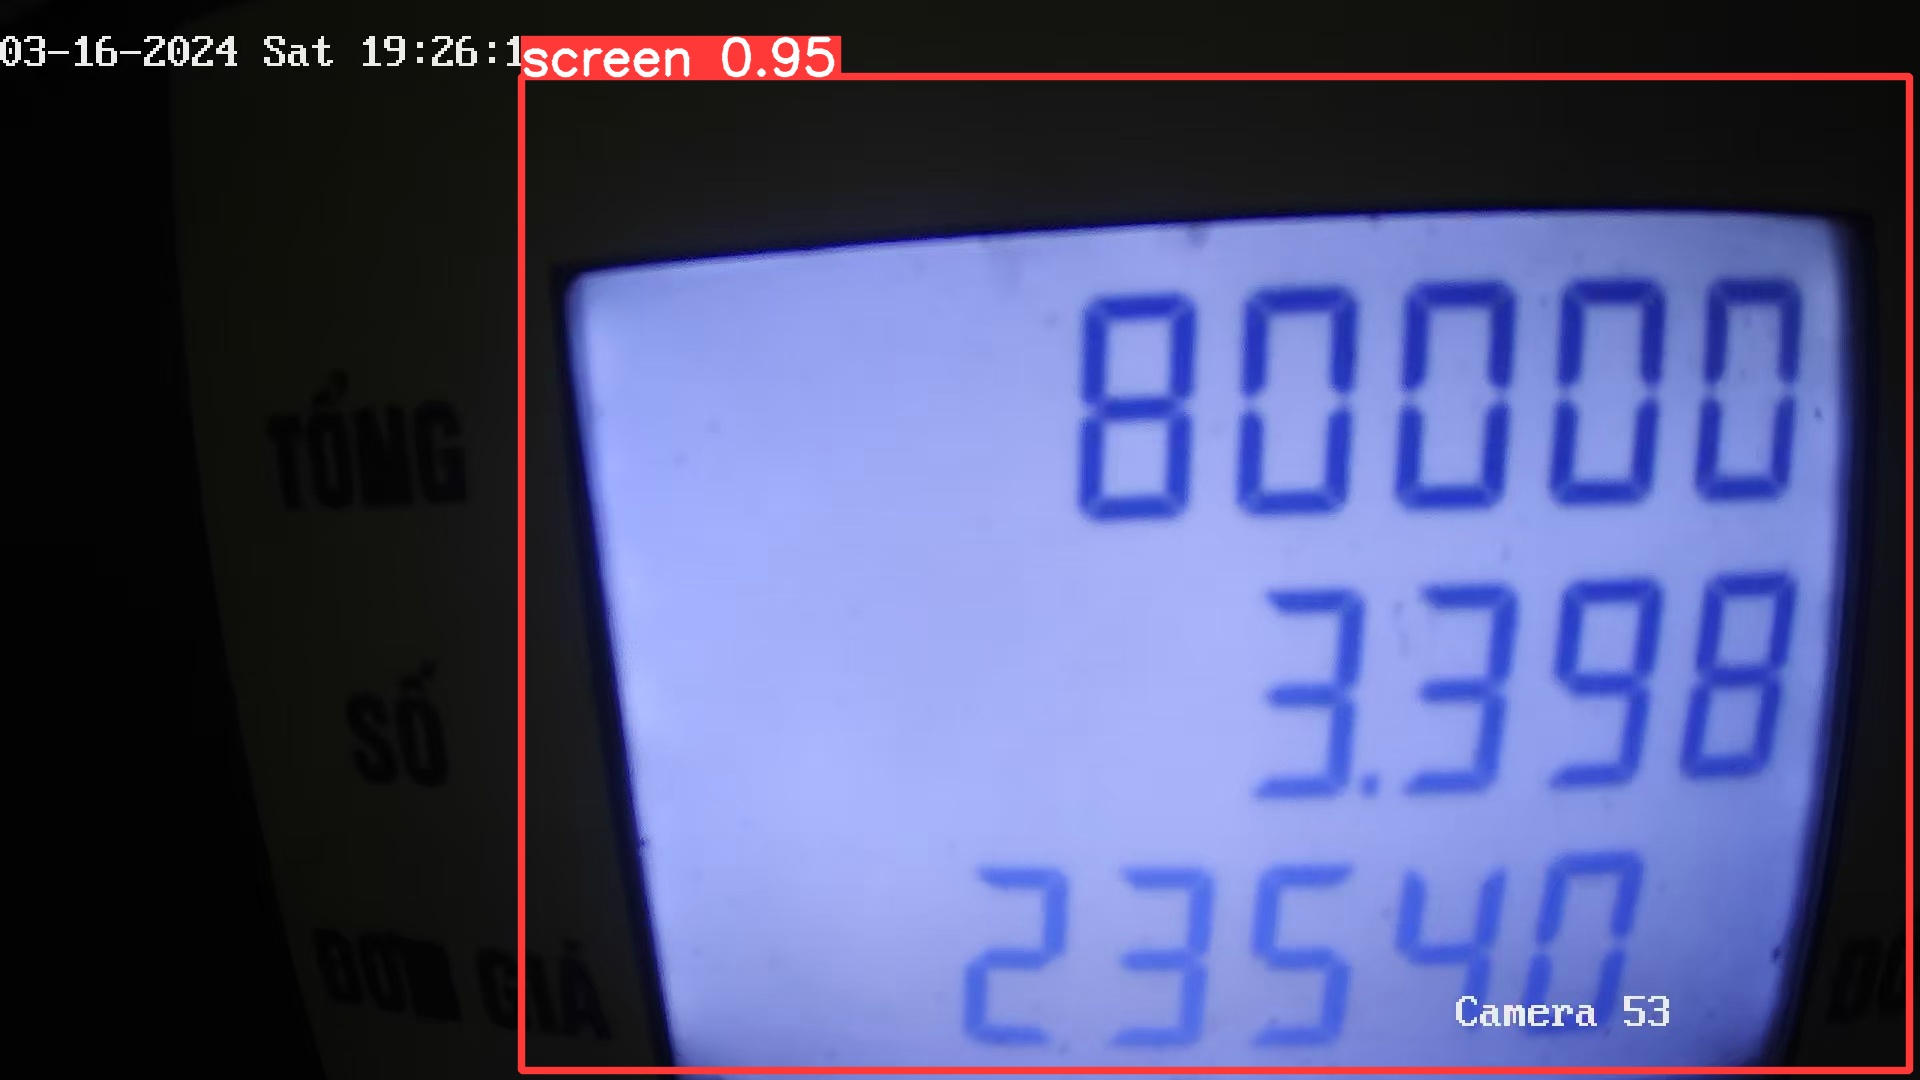 03-16-2024 Sat 19:26:1
screen 0.95
TỔNG
80000
SỐ
3.398
ĐƠN GIÁ
23540
Camera 53